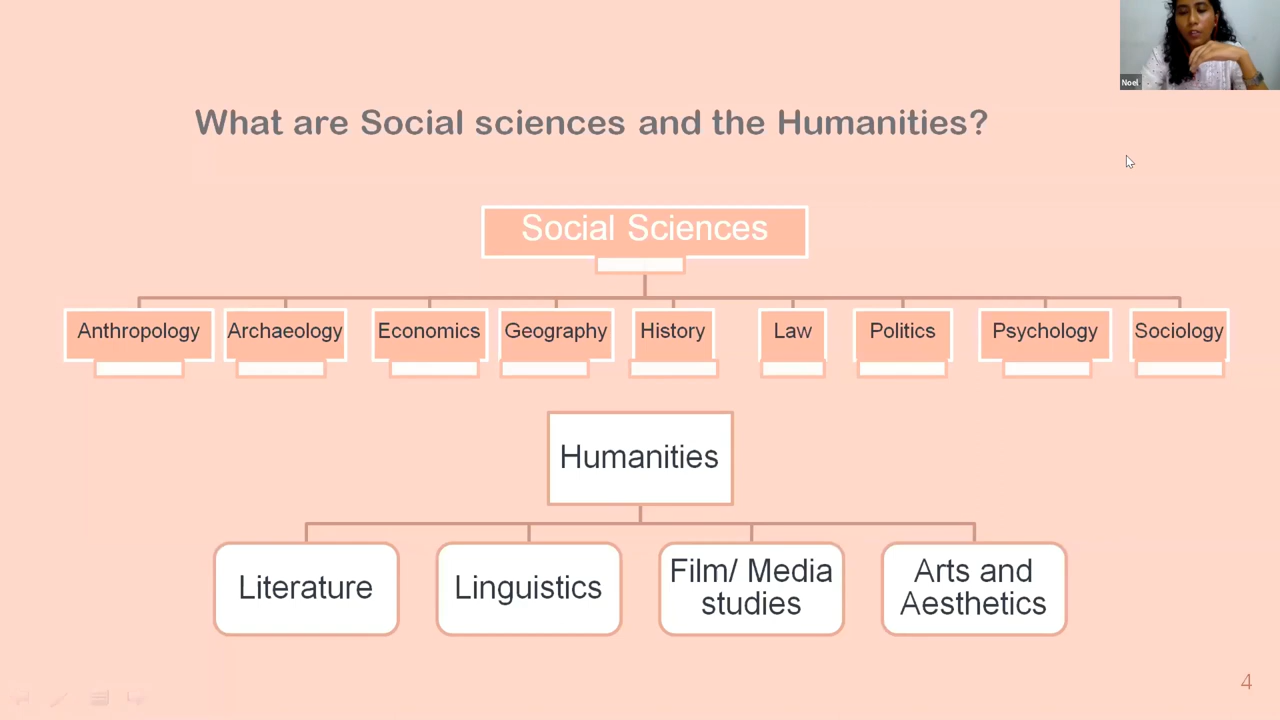 Noel
What are Social sciences and the Humanities?
Social Sciences
Anthropology
Archaeology
Economics
Geography
History
Law
Politics
Psychology
Sociology
Humanities
Literature
Linguistics
Film/ Media
studies
Arts and
Aesthetics
4